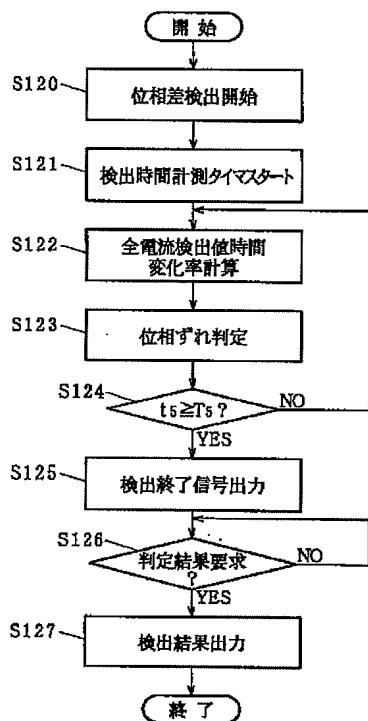 開始
S120
位相差検出開始
S121
検出時間計測タイマスタート
S122
全電流検出値時間
変化率計算
S123
位相ずれ判定
S124
t5≧T5?
NO
YES
S125
検出終了信号出力
S126
判定結果要求
?
NO
YES
S127
検出結果出力
終了